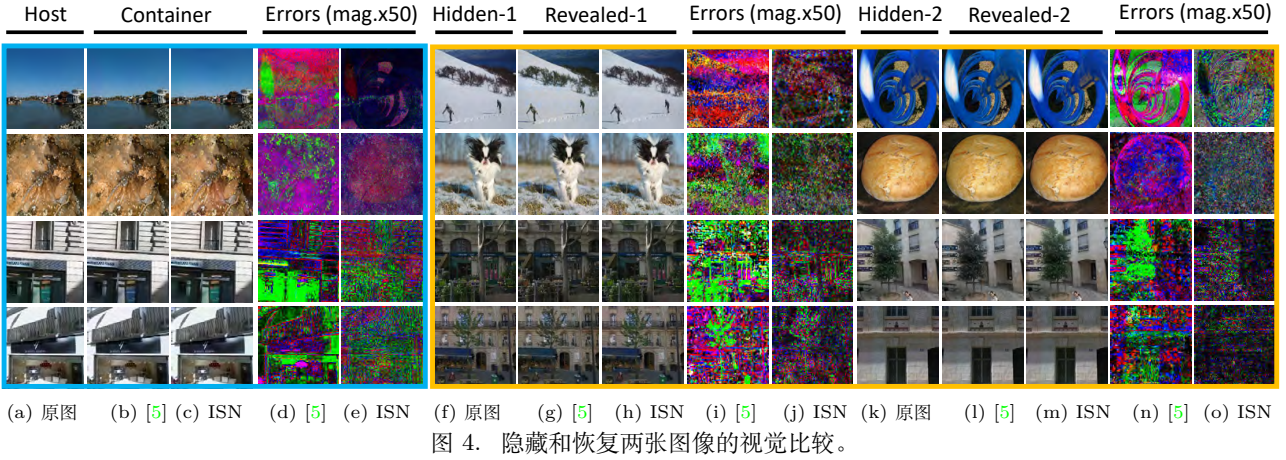 Host Container Errors (mag.x50) Hidden-1 Revealed-1 Errors (mag.x50) Hidden-2 Revealed-2 Errors (mag.x50)
(a) 原图 (b) [5] (c) ISN (d) [5] (e) ISN (f) 原图 (g) [5] (h) ISN (i) [5] (j) ISN (k) 原图 (l) [5] (m) ISN (n) [5] (o) ISN
图 4. 隐藏和恢复两张图像的视觉比较。